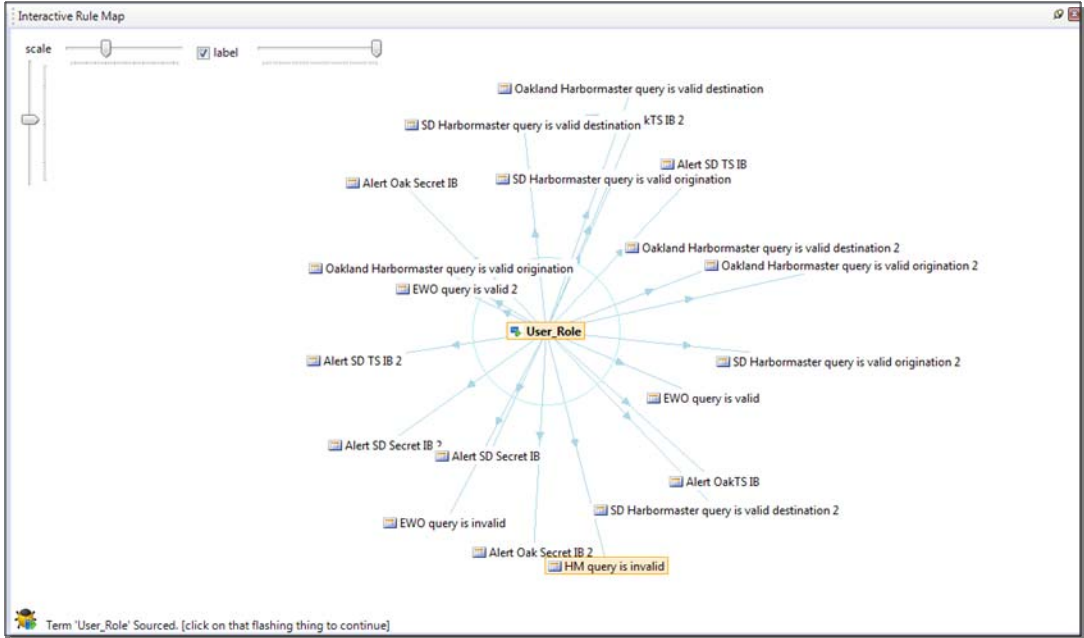 Interactive Rule Map
scale
label
Oakland Harbormaster query is valid destination
SD Harbormaster query is valid destination
kTS IB 2
Alert SD TS IB
Alert Oak Secret IB
SD Harbormaster query is valid origination
Oakland Harbormaster query is valid destination 2
Oakland Harbormaster query is valid origination
Oakland Harbormaster query is valid origination 2
EWO query is valid 2
User_Role
Alert SD TS IB 2
SD Harbormaster query is valid origination 2
EWO query is valid
Alert SD Secret IB 2
Alert SD Secret IB
Alert OakTS IB
SD Harbormaster query is valid destination 2
EWO query is invalid
Alert Oak Secret IB 2
HM query is invalid
Term 'User_Role' Sourced. [click on that flashing thing to continue]